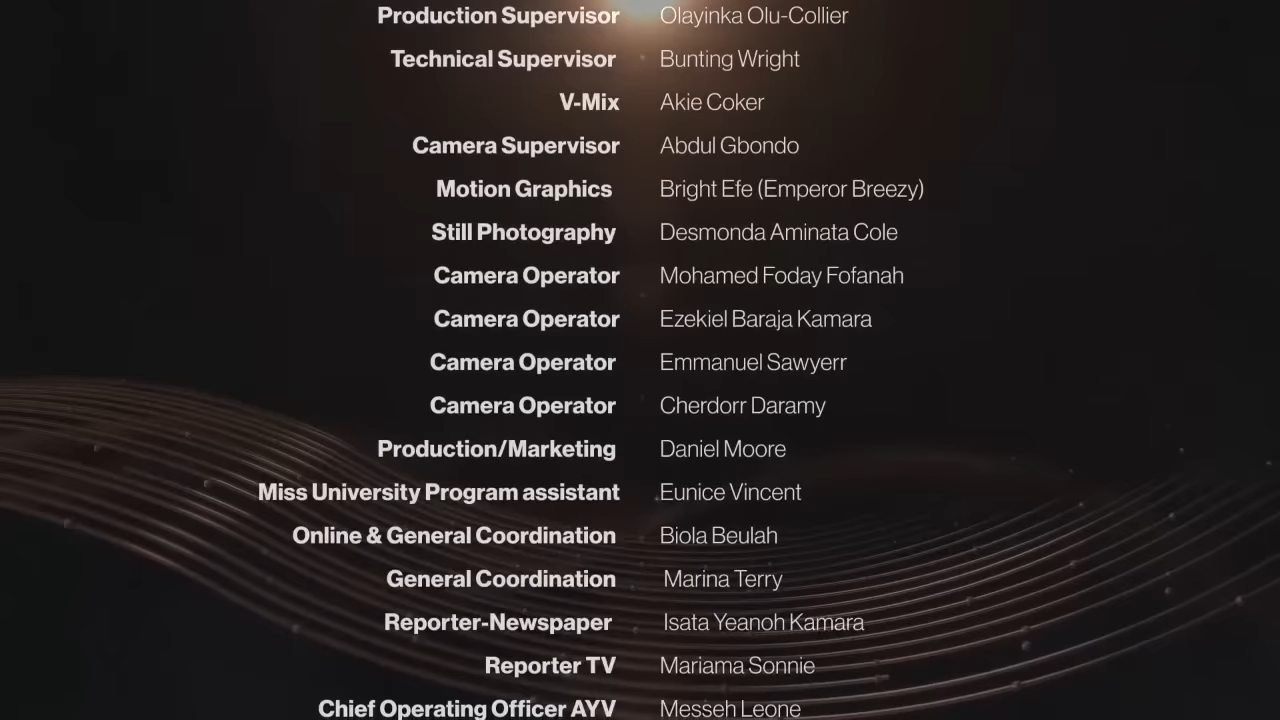 Production Supervisor Olayinka Olu-Collier
Technical Supervisor Bunting Wright
V-Mix Akie Coker
Camera Supervisor Abdul Gbondo
Motion Graphics Bright Efe (Emperor Breezy)
Still Photography Desmonda Aminata Cole
Camera Operator Mohamed Foday Fofanah
Camera Operator Ezekiel Baraja Kamara
Camera Operator Emmanuel Sawyerr
Camera Operator Cherdorr Daramy
Production/Marketing Daniel Moore
Miss University Program assistant Eunice Vincent
Online & General Coordination Biola Beulah
General Coordination Marina Terry
Reporter-Newspaper Isata Yeanoh Kamara
Reporter TV Mariama Sonnie
Chief Operating Officer AYV Messeh Leone